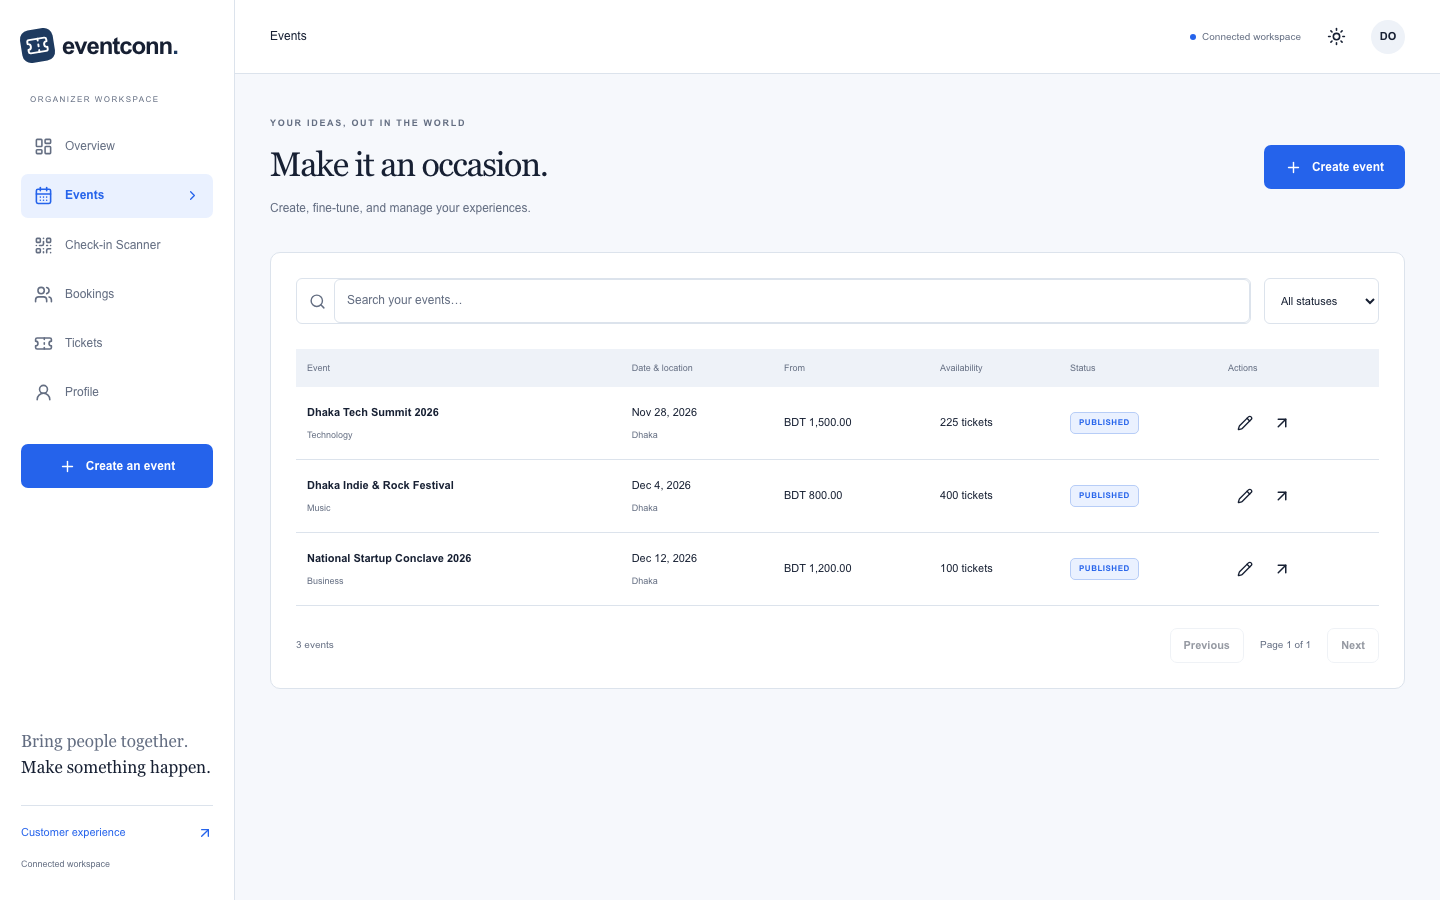 eventconn.
ORGANIZER WORKSPACE
Overview
Events
Check-in Scanner
Bookings
Tickets
Profile
Create an event
Bring people together.
Make something happen.
Customer experience
Connected workspace
Events
Connected workspace
DO
YOUR IDEAS, OUT IN THE WORLD
Make it an occasion.
Create event
Create, fine-tune, and manage your experiences.
Search your events...
All statuses
Event Date & location From Availability Status Actions
Dhaka Tech Summit 2026 Nov 28, 2026 BDT 1,500.00 225 tickets PUBLISHED
Technology Dhaka
Dhaka Indie & Rock Festival Dec 4, 2026 BDT 800.00 400 tickets PUBLISHED
Music Dhaka
National Startup Conclave 2026 Dec 12, 2026 BDT 1,200.00 100 tickets PUBLISHED
Business Dhaka
3 events
Previous Page 1 of 1 Next